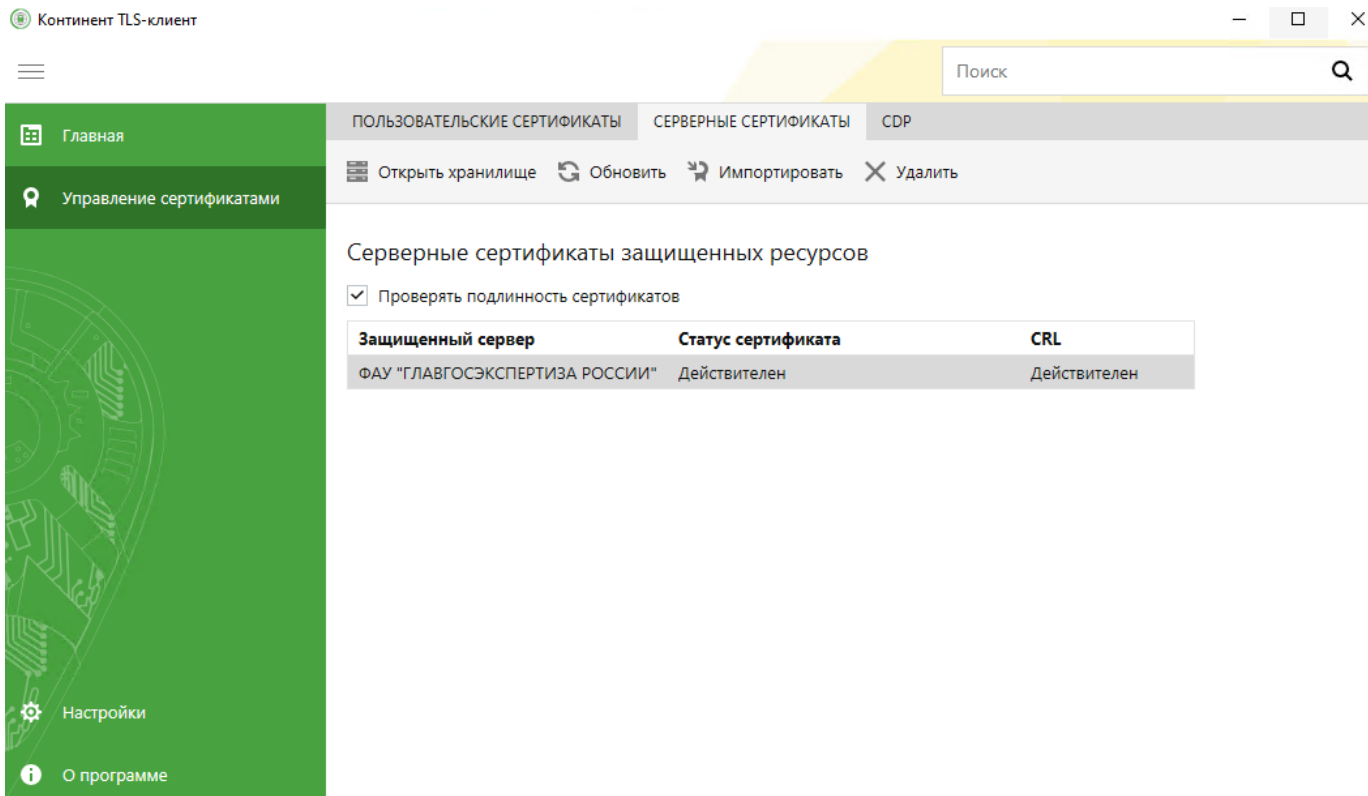 Континент TLS-клиент
Поиск
Главная
Управление сертификатами
Настройки
О программе
ПОЛЬЗОВАТЕЛЬСКИЕ СЕРТИФИКАТЫ СЕРВЕРНЫЕ СЕРТИФИКАТЫ CDP
Открыть хранилище Обновить Импортировать Удалить
Серверные сертификаты защищенных ресурсов
Проверять подлинность сертификатов
Защищенный сервер Статус сертификата CRL
ФАУ "ГЛАВГОСЭКСПЕРТИЗА РОССИИ" Действителен Действителен